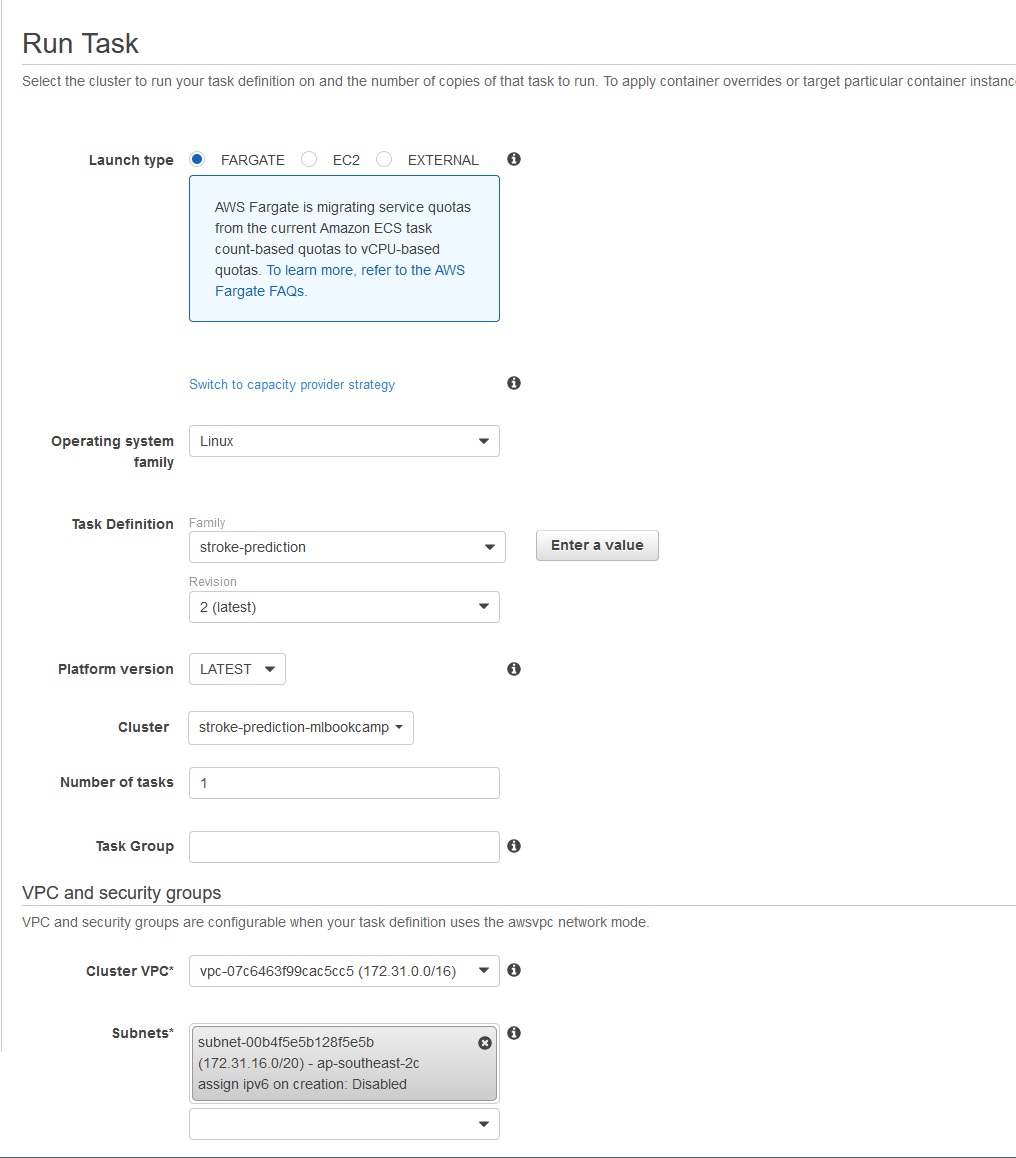 Run Task
Select the cluster to run your task definition on and the number of copies of that task to run. To apply container overrides or target particular container instanc
Launch type FARGATE EC2 EXTERNAL
AWS Fargate is migrating service quotas
from the current Amazon ECS task
count-based quotas to vCPU-based
quotas. To learn more, refer to the AWS
Fargate FAQs.
Switch to capacity provider strategy
Operating system
family
Linux
Task Definition
Family
stroke-prediction
Enter a value
Revision
2 (latest)
Platform version LATEST
Cluster stroke-prediction-mlbookcamp
Number of tasks 1
Task Group
VPC and security groups
VPC and security groups are configurable when your task definition uses the awsvpc network mode.
Cluster VPC* vpc-07c6463f99cac5cc5 (172.31.0.0/16)
Subnets*
subnet-00b4f5e5b128f5e5b
(172.31.16.0/20) - ap-southeast-2c
assign ipv6 on creation: Disabled